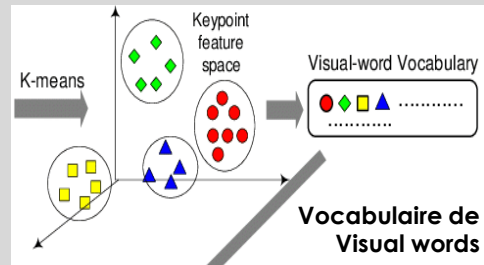 K-means
Keypoint
feature
space
Visual-word Vocabulary
............
............
Vocabulaire de
Visual words